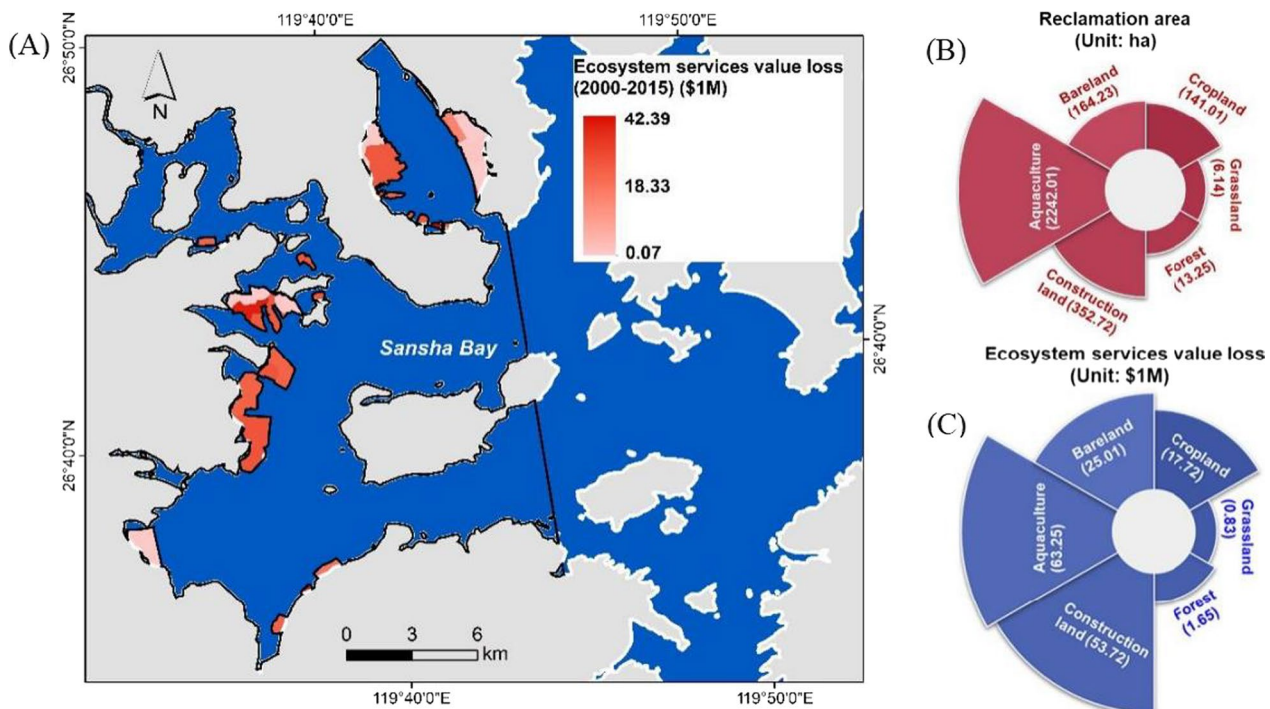 (A)
119°40'0"E
119°50'0"E
26°50'0"N
N
Ecosystem services value loss
(2000-2015) ($1M)
42.39
18.33
0.07
Sansha Bay
26°40'0"N
26°40'0"N
0 3 6
km
119°40'0"E
119°50'0"E
(B)
Reclamation area
(Unit: ha)
Bareland
(164.23)
Cropland
(141.01)
Grassland
(6.14)
Forest
(13.25)
Construction
land (352.72)
Aquaculture
(2242.01)
(C)
Ecosystem services value loss
(Unit: $1M)
Bareland
(25.01)
Cropland
(17.72)
Grassland
(0.83)
Forest
(1.65)
Construction
land (53.72)
Aquaculture
(63.25)